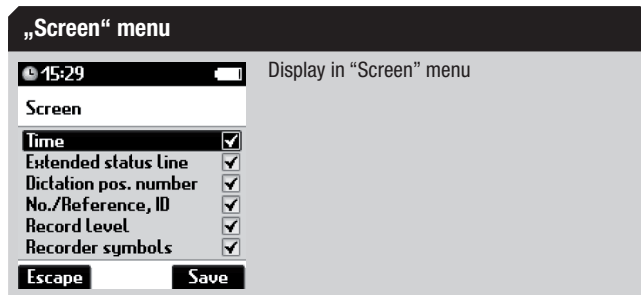 „Screen“ menu
15:29
Screen
Time
Extended status line
Dictation pos. number
No./Reference, ID
Record level
Recorder symbols
Escape Save
Display in “Screen” menu